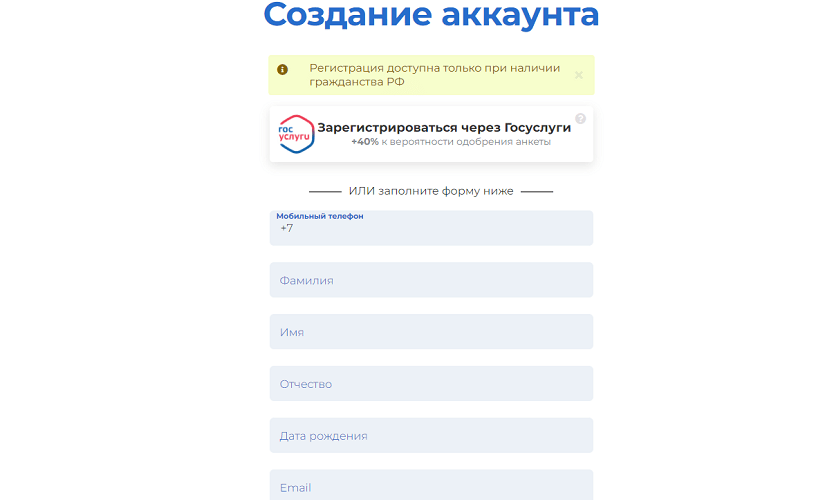 Создание аккаунта
Регистрация доступна только при наличии
гражданства РФ
гос
услуги
Зарегистрироваться через Госуслуги
+40% к вероятности одобрения анкеты
ИЛИ заполните форму ниже
Мобильный телефон
+7
Фамилия
Имя
Отчество
Дата рождения
Email